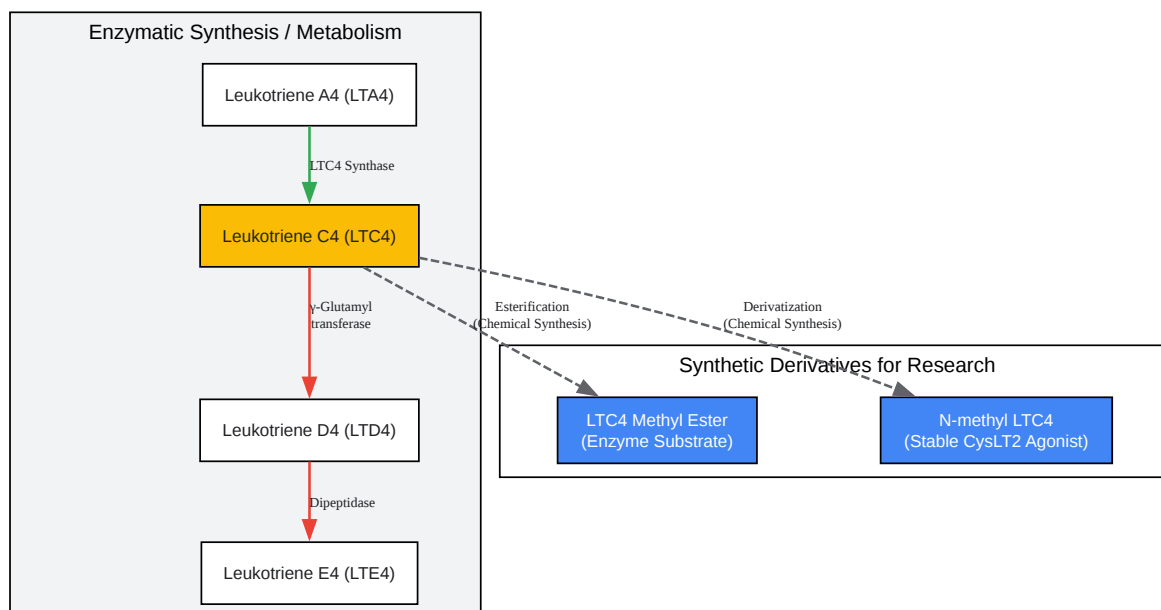 Enzymatic Synthesis / Metabolism
Leukotriene A4 (LTA4)
LTC4 Synthase
Leukotriene C4 (LTC4)
γ-Glutamyl
transferase
Esterification
(Chemical Synthesis)
Derivatization
(Chemical Synthesis)
Synthetic Derivatives for Research
Leukotriene D4 (LTD4)
LTC4 Methyl Ester
(Enzyme Substrate)
N-methyl LTC4
(Stable CysLT2 Agonist)
Dipeptidase
Leukotriene E4 (LTE4)